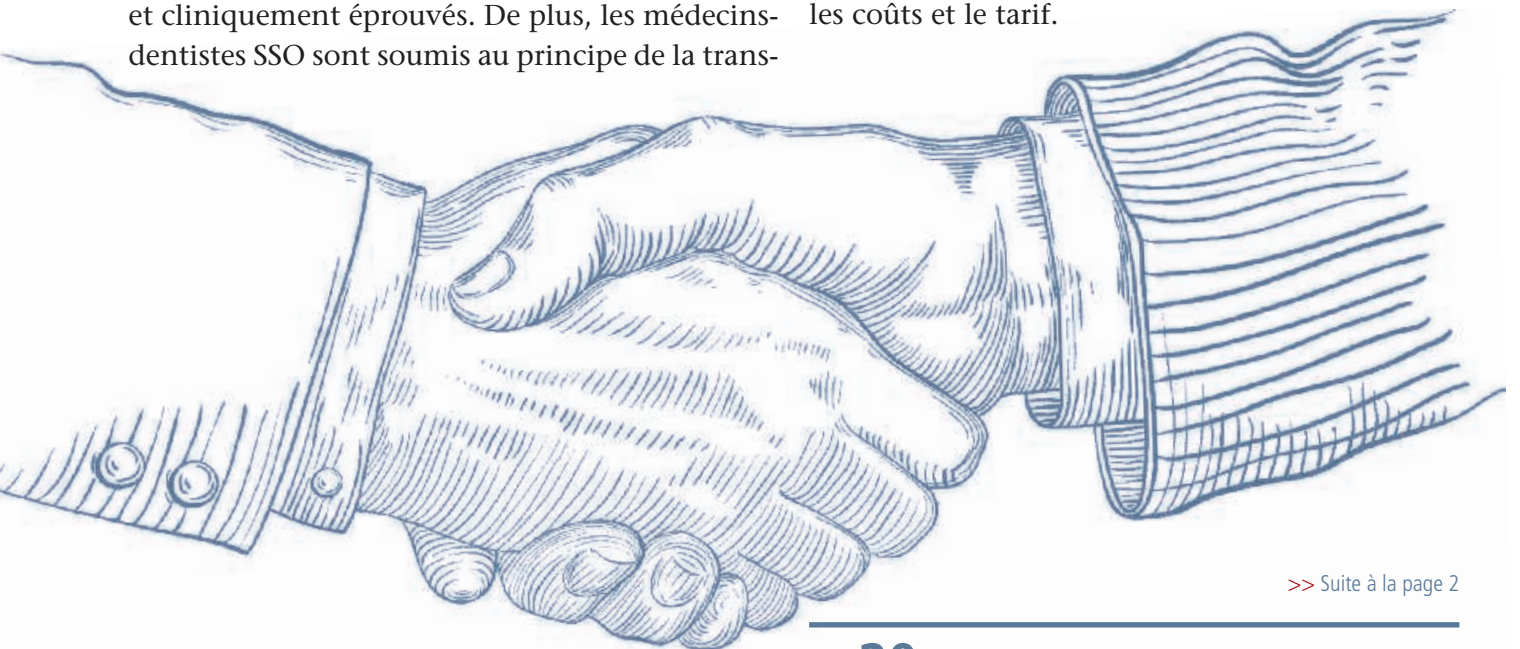 et cliniquement éprouvés. De plus, les médecins-
dentistes SSO sont soumis au principe de la trans-
les coûts et le tarif.
>> Suite à la page 2